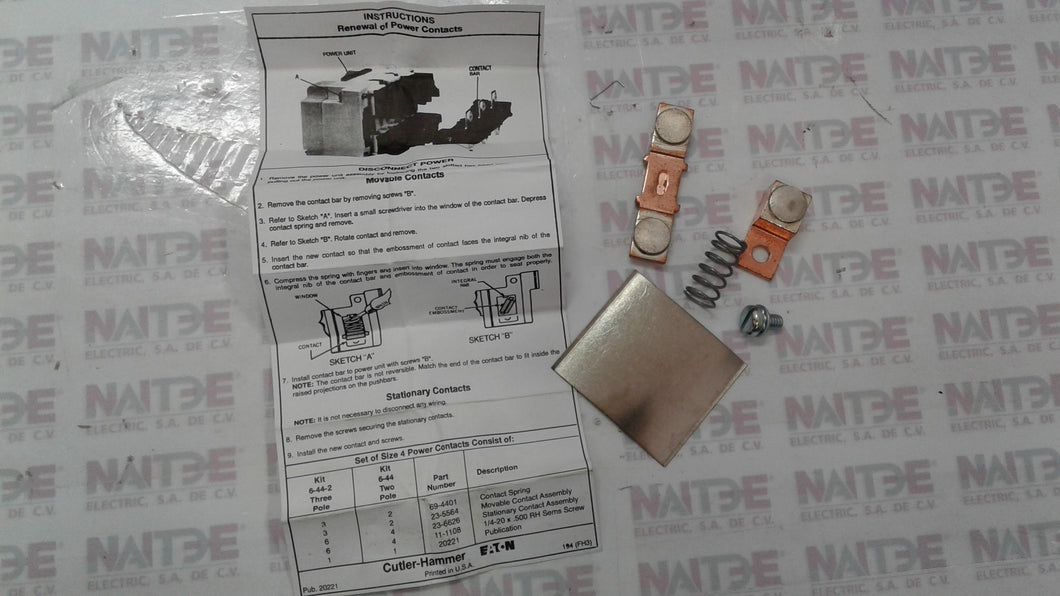 INSTRUCTIONS
Renewal of Power Contacts
POWER UNIT
A
CONTACT
BAR
DISCONNECT POWER
1. Remove the power unit assembly by
Movable Contacts
2. Remove the contact bar by removing screws "B".
3. Refer to Sketch "A". Insert a small screwdriver into the window of the contact bar. Depress
contact spring and remove.
4. Refer to Sketch "B". Rotate contact and remove.
5. Insert the new contact so that the embossment of contact faces the integral nib of the
contact bar.
6. Compress the spring with fingers and insert into window. The spring must engage both the
integral nib of the contact bar and embossment of contact in order to seat properly.
WINDOW
INTEGRAL
NIB
CONTACT
EMBOSSMENT
CONTACT
SKETCH "A"
SKETCH "B"
7. Install contact bar to power unit with screws "B".
NOTE: The contact bar is not reversible. Match the end of the contact bar to fit inside the
raised projections on the pushbars.
Stationary Contacts
NOTE: It is not necessary to disconnect any wiring.
8. Remove the screws securing the stationary contacts.
9. Install the new contact and screws.
Set of Size 4 Power Contacts Consist of:
Kit 6-44-2 Three Pole
Kit 6-44 Two Pole
Part Number
Description
3 2 69-4401 Contact Spring
3 2 23-5564 Movable Contact Assembly
6 4 23-6626 Stationary Contact Assembly
6 4 11-1108 1/4-20 x .500 RH Sems Screw
1 1 20221 Publication
Cutler-Hammer EATON
Pub. 20221
Printed in U.S.A.
194 (FH3)
NAITEE
ELECTRIC, S.A. DE C.V.